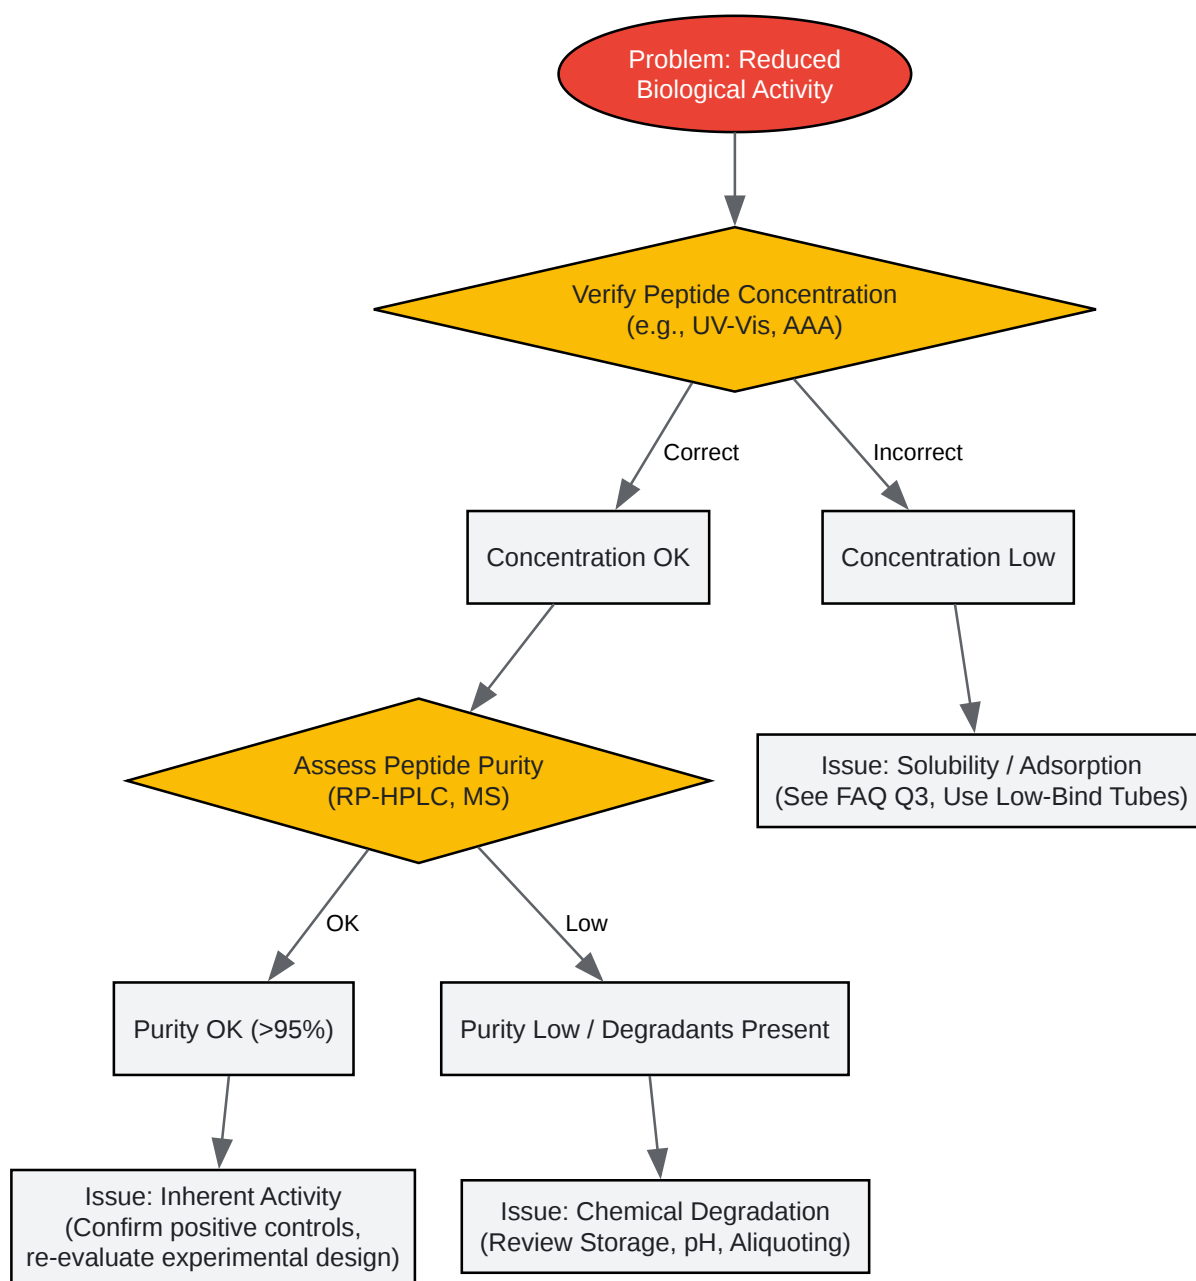 Problem: Reduced
Biological Activity
Verify Peptide Concentration
(e.g., UV-Vis, AAA)
Correct
Incorrect
Concentration OK
Concentration Low
Assess Peptide Purity
(RP-HPLC, MS)
Issue: Solubility / Adsorption
(See FAQ Q3, Use Low-Bind Tubes)
OK
Low
Purity OK (>95%)
Purity Low / Degradants Present
Issue: Inherent Activity
(Confirm positive controls,
re-evaluate experimental design)
Issue: Chemical Degradation
(Review Storage, pH, Aliquoting)